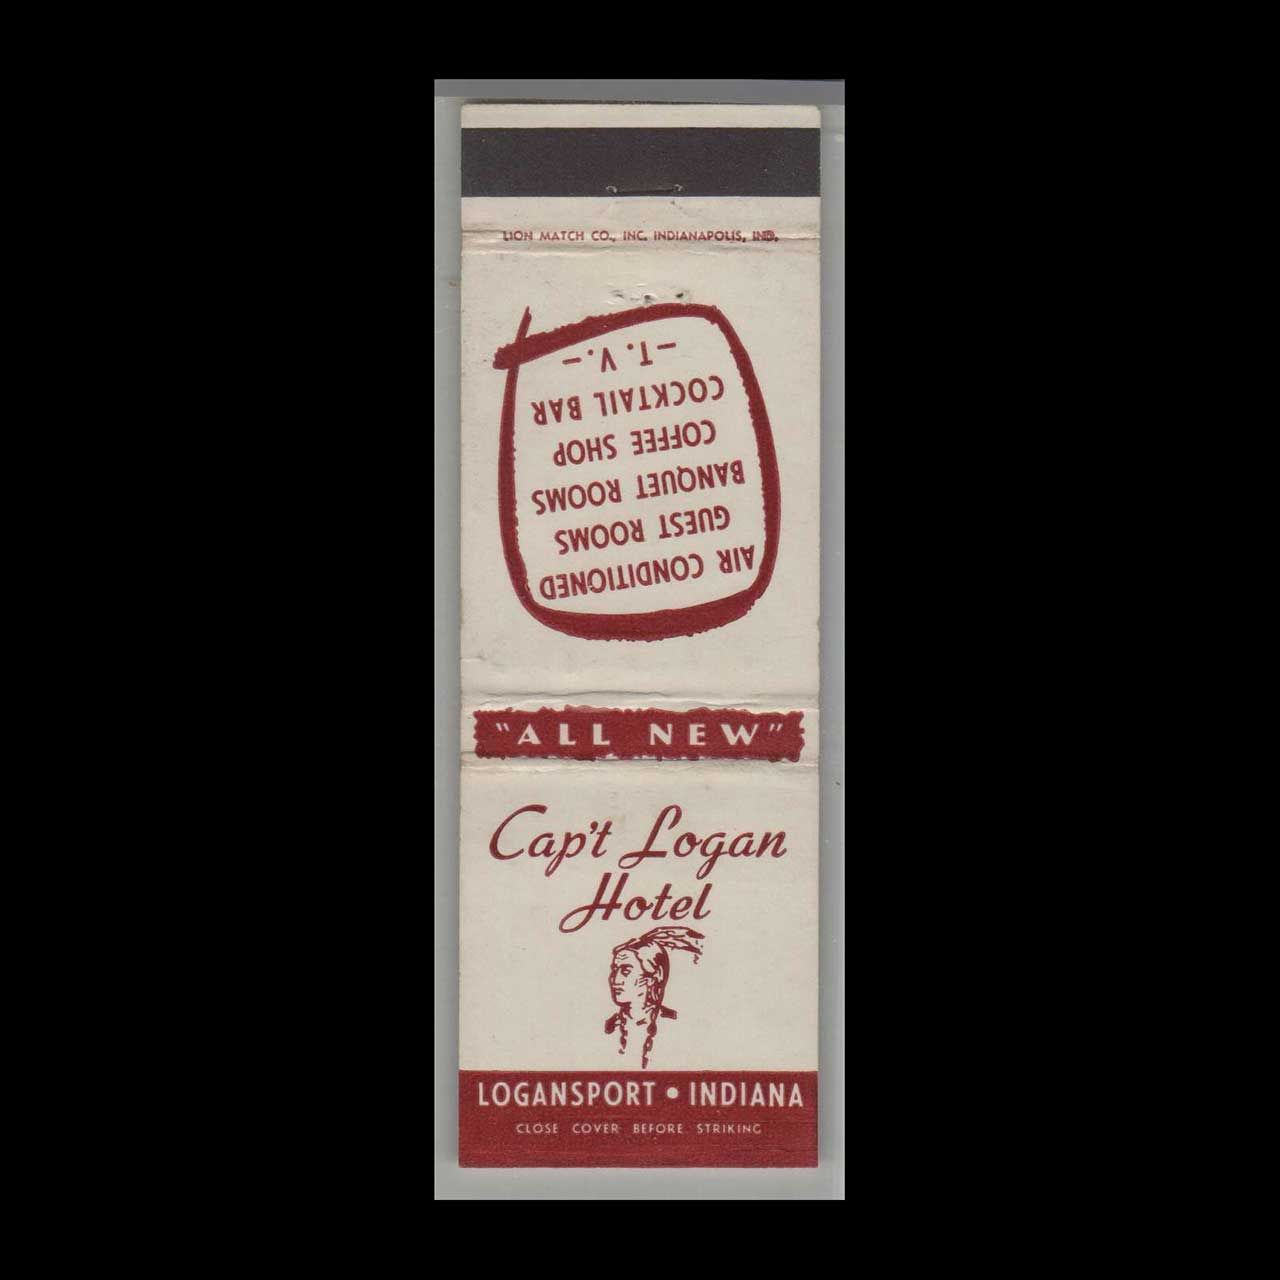 LION MATCH CO., INC. INDIANAPOLIS, IND.
AIR CONDITIONED
GUEST ROOMS
BANQUET ROOMS
COFFEE SHOP
COCKTAIL BAR
— T. V. —
"ALL NEW"
Cap't Logan
Hotel
LOGANSPORT • INDIANA
CLOSE COVER BEFORE STRIKING